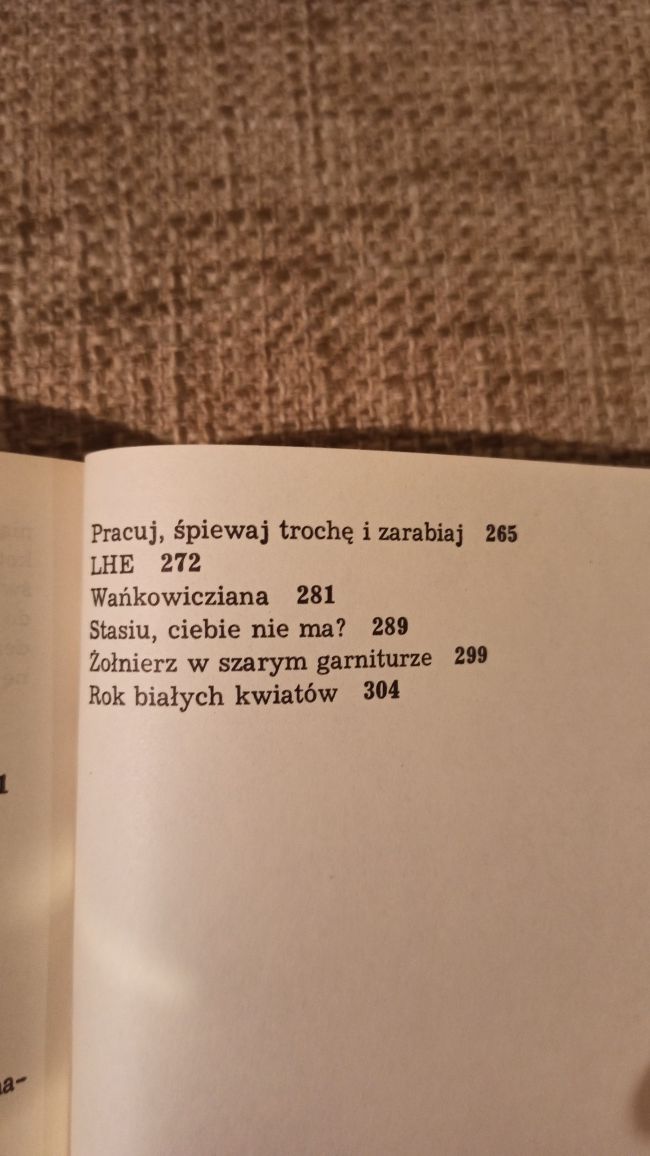 Pracuj, śpiewaj trochę i zarabiaj 265
LHE 272
Wańkowicziana 281
Stasiu, ciebie nie ma? 289
Żołnierz w szarym garniturze 299
Rok białych kwiatów 304